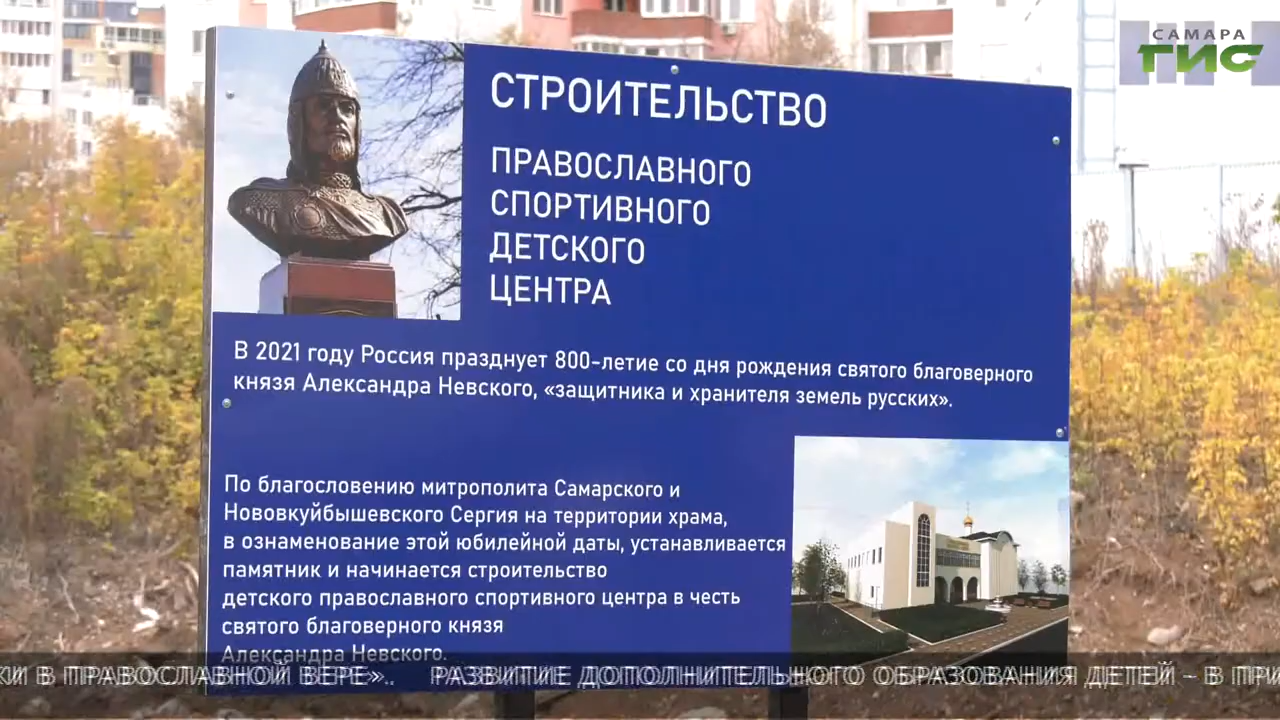 САМАРА
ГИС
СТРОИТЕЛЬСТВО
ПРАВОСЛАВНОГО
СПОРТИВНОГО
ДЕТСКОГО
ЦЕНТРА
В 2021 году Россия празднует 800-летие со дня рождения святого благоверного
князя Александра Невского, «защитника и хранителя земель русских».
По благословению митрополита Самарского и
Нововкуйбышевского Сергия на территории храма,
в ознаменование этой юбилейной даты, устанавливается
памятник и начинается строительство
детского православного спортивного центра в честь
святого благоверного князя
Александра Невского.
КИ В ПРАВОСЛАВНОЙ ВЕРЕ».. РАЗВИТИЕ ДОПОЛНИТЕЛЬНОГО ОБРАЗОВАНИЯ ДЕТЕЙ - В ПРИ